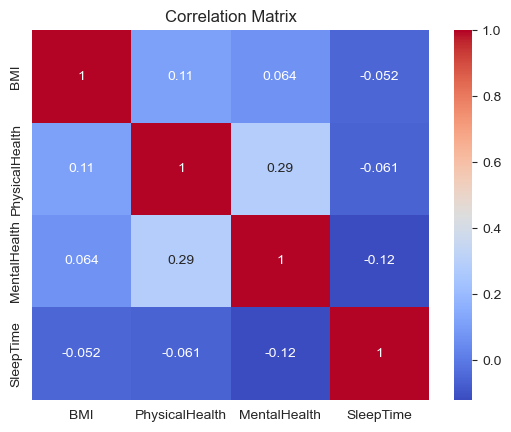 Correlation Matrix
BMI
1
0.11
0.064
-0.052
PhysicalHealth
0.11
1
0.29
-0.061
MentalHealth
0.064
0.29
1
-0.12
SleepTime
-0.052
-0.061
-0.12
1
BMI
PhysicalHealth
MentalHealth
SleepTime
1.0
0.8
0.6
0.4
0.2
0.0